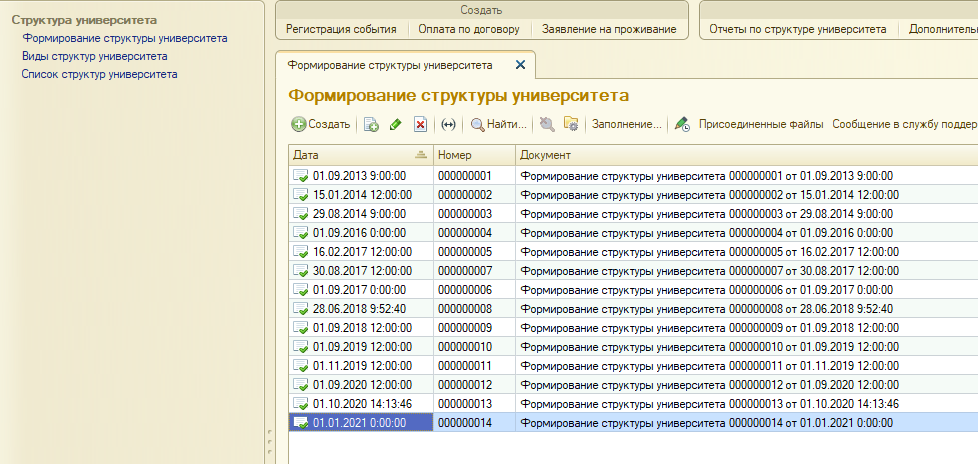 Структура университета
Формирование структуры университета
Виды структур университета
Список структур университета
Создать
Регистрация события Оплата по договору Заявление на проживание
Отчеты по структуре университета Дополнитель
Формирование структуры университета
Формирование структуры университета
Создать Найти... Заполнение... Присоединенные файлы Сообщение в службу поддер
Дата Номер Документ
01.09.2013 9:00:00 000000001 Формирование структуры университета 000000001 от 01.09.2013 9:00:00
15.01.2014 12:00:00 000000002 Формирование структуры университета 000000002 от 15.01.2014 12:00:00
29.08.2014 9:00:00 000000003 Формирование структуры университета 000000003 от 29.08.2014 9:00:00
01.09.2016 0:00:00 000000004 Формирование структуры университета 000000004 от 01.09.2016 0:00:00
16.02.2017 12:00:00 000000005 Формирование структуры университета 000000005 от 16.02.2017 12:00:00
30.08.2017 12:00:00 000000007 Формирование структуры университета 000000007 от 30.08.2017 12:00:00
01.09.2017 0:00:00 000000006 Формирование структуры университета 000000006 от 01.09.2017 0:00:00
28.06.2018 9:52:40 000000008 Формирование структуры университета 000000008 от 28.06.2018 9:52:40
01.09.2018 12:00:00 000000009 Формирование структуры университета 000000009 от 01.09.2018 12:00:00
01.09.2019 12:00:00 000000010 Формирование структуры университета 000000010 от 01.09.2019 12:00:00
01.11.2019 12:00:00 000000011 Формирование структуры университета 000000011 от 01.11.2019 12:00:00
01.09.2020 12:00:00 000000012 Формирование структуры университета 000000012 от 01.09.2020 12:00:00
01.10.2020 14:13:46 000000013 Формирование структуры университета 000000013 от 01.10.2020 14:13:46
01.01.2021 0:00:00 000000014 Формирование структуры университета 000000014 от 01.01.2021 0:00:00